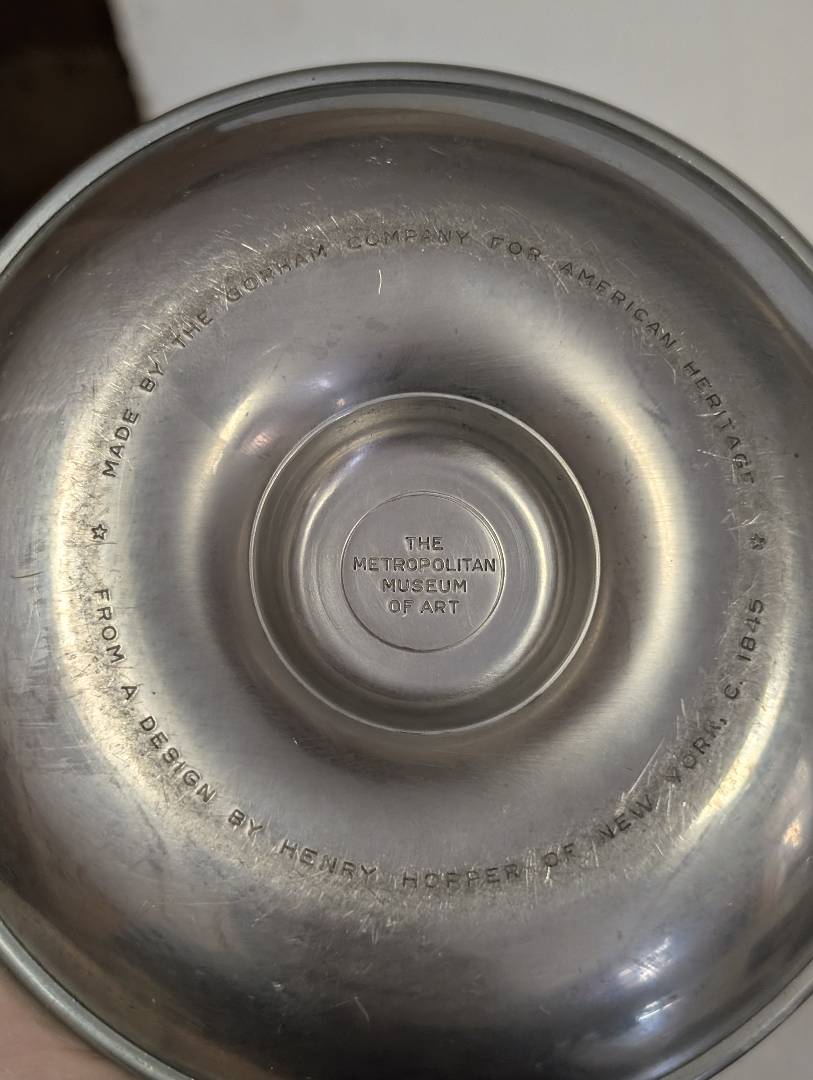 MADE BY THE GORHAM COMPANY FOR AMERICAN HERITAGE
FROM A DESIGN BY HENRY HOPPER OF NEW YORK, C. 1845
THE
METROPOLITAN
MUSEUM
OF ART